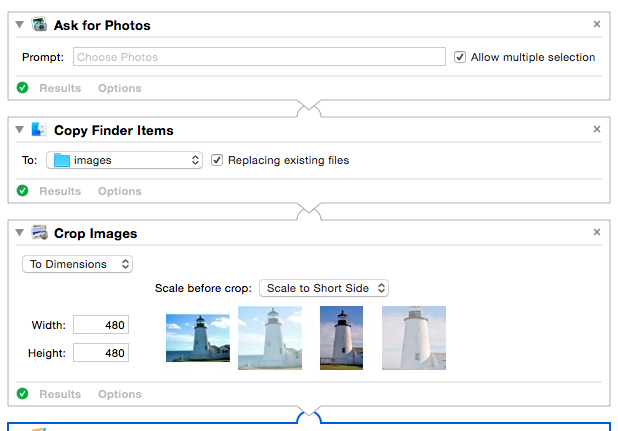 Ask for Photos
Prompt: Choose Photos Allow multiple selection
Results Options
Copy Finder Items
To: images Replacing existing files
Results Options
Crop Images
To Dimensions
Scale before crop: Scale to Short Side
Width: 480
Height: 480
Results Options